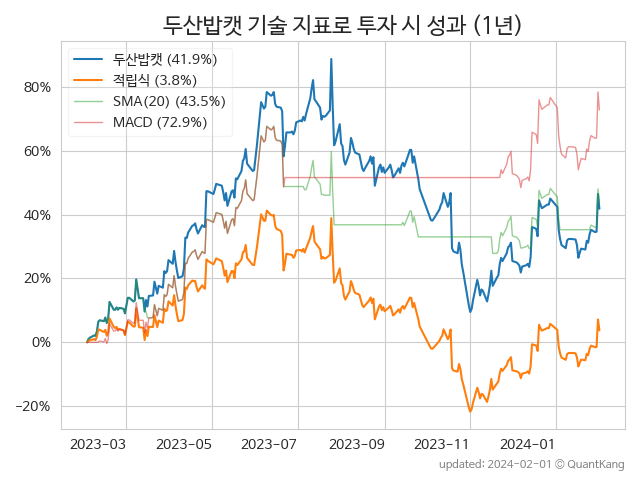 두산밥캣 기술 지표로 투자 시 성과 (1년)
두산밥캣 (41.9%)
적립식 (3.8%)
SMA(20) (43.5%)
MACD (72.9%)
80%
60%
40%
20%
0%
−20%
2023-03 2023-05 2023-07 2023-09 2023-11 2024-01
updated: 2024-02-01 © QuantKang